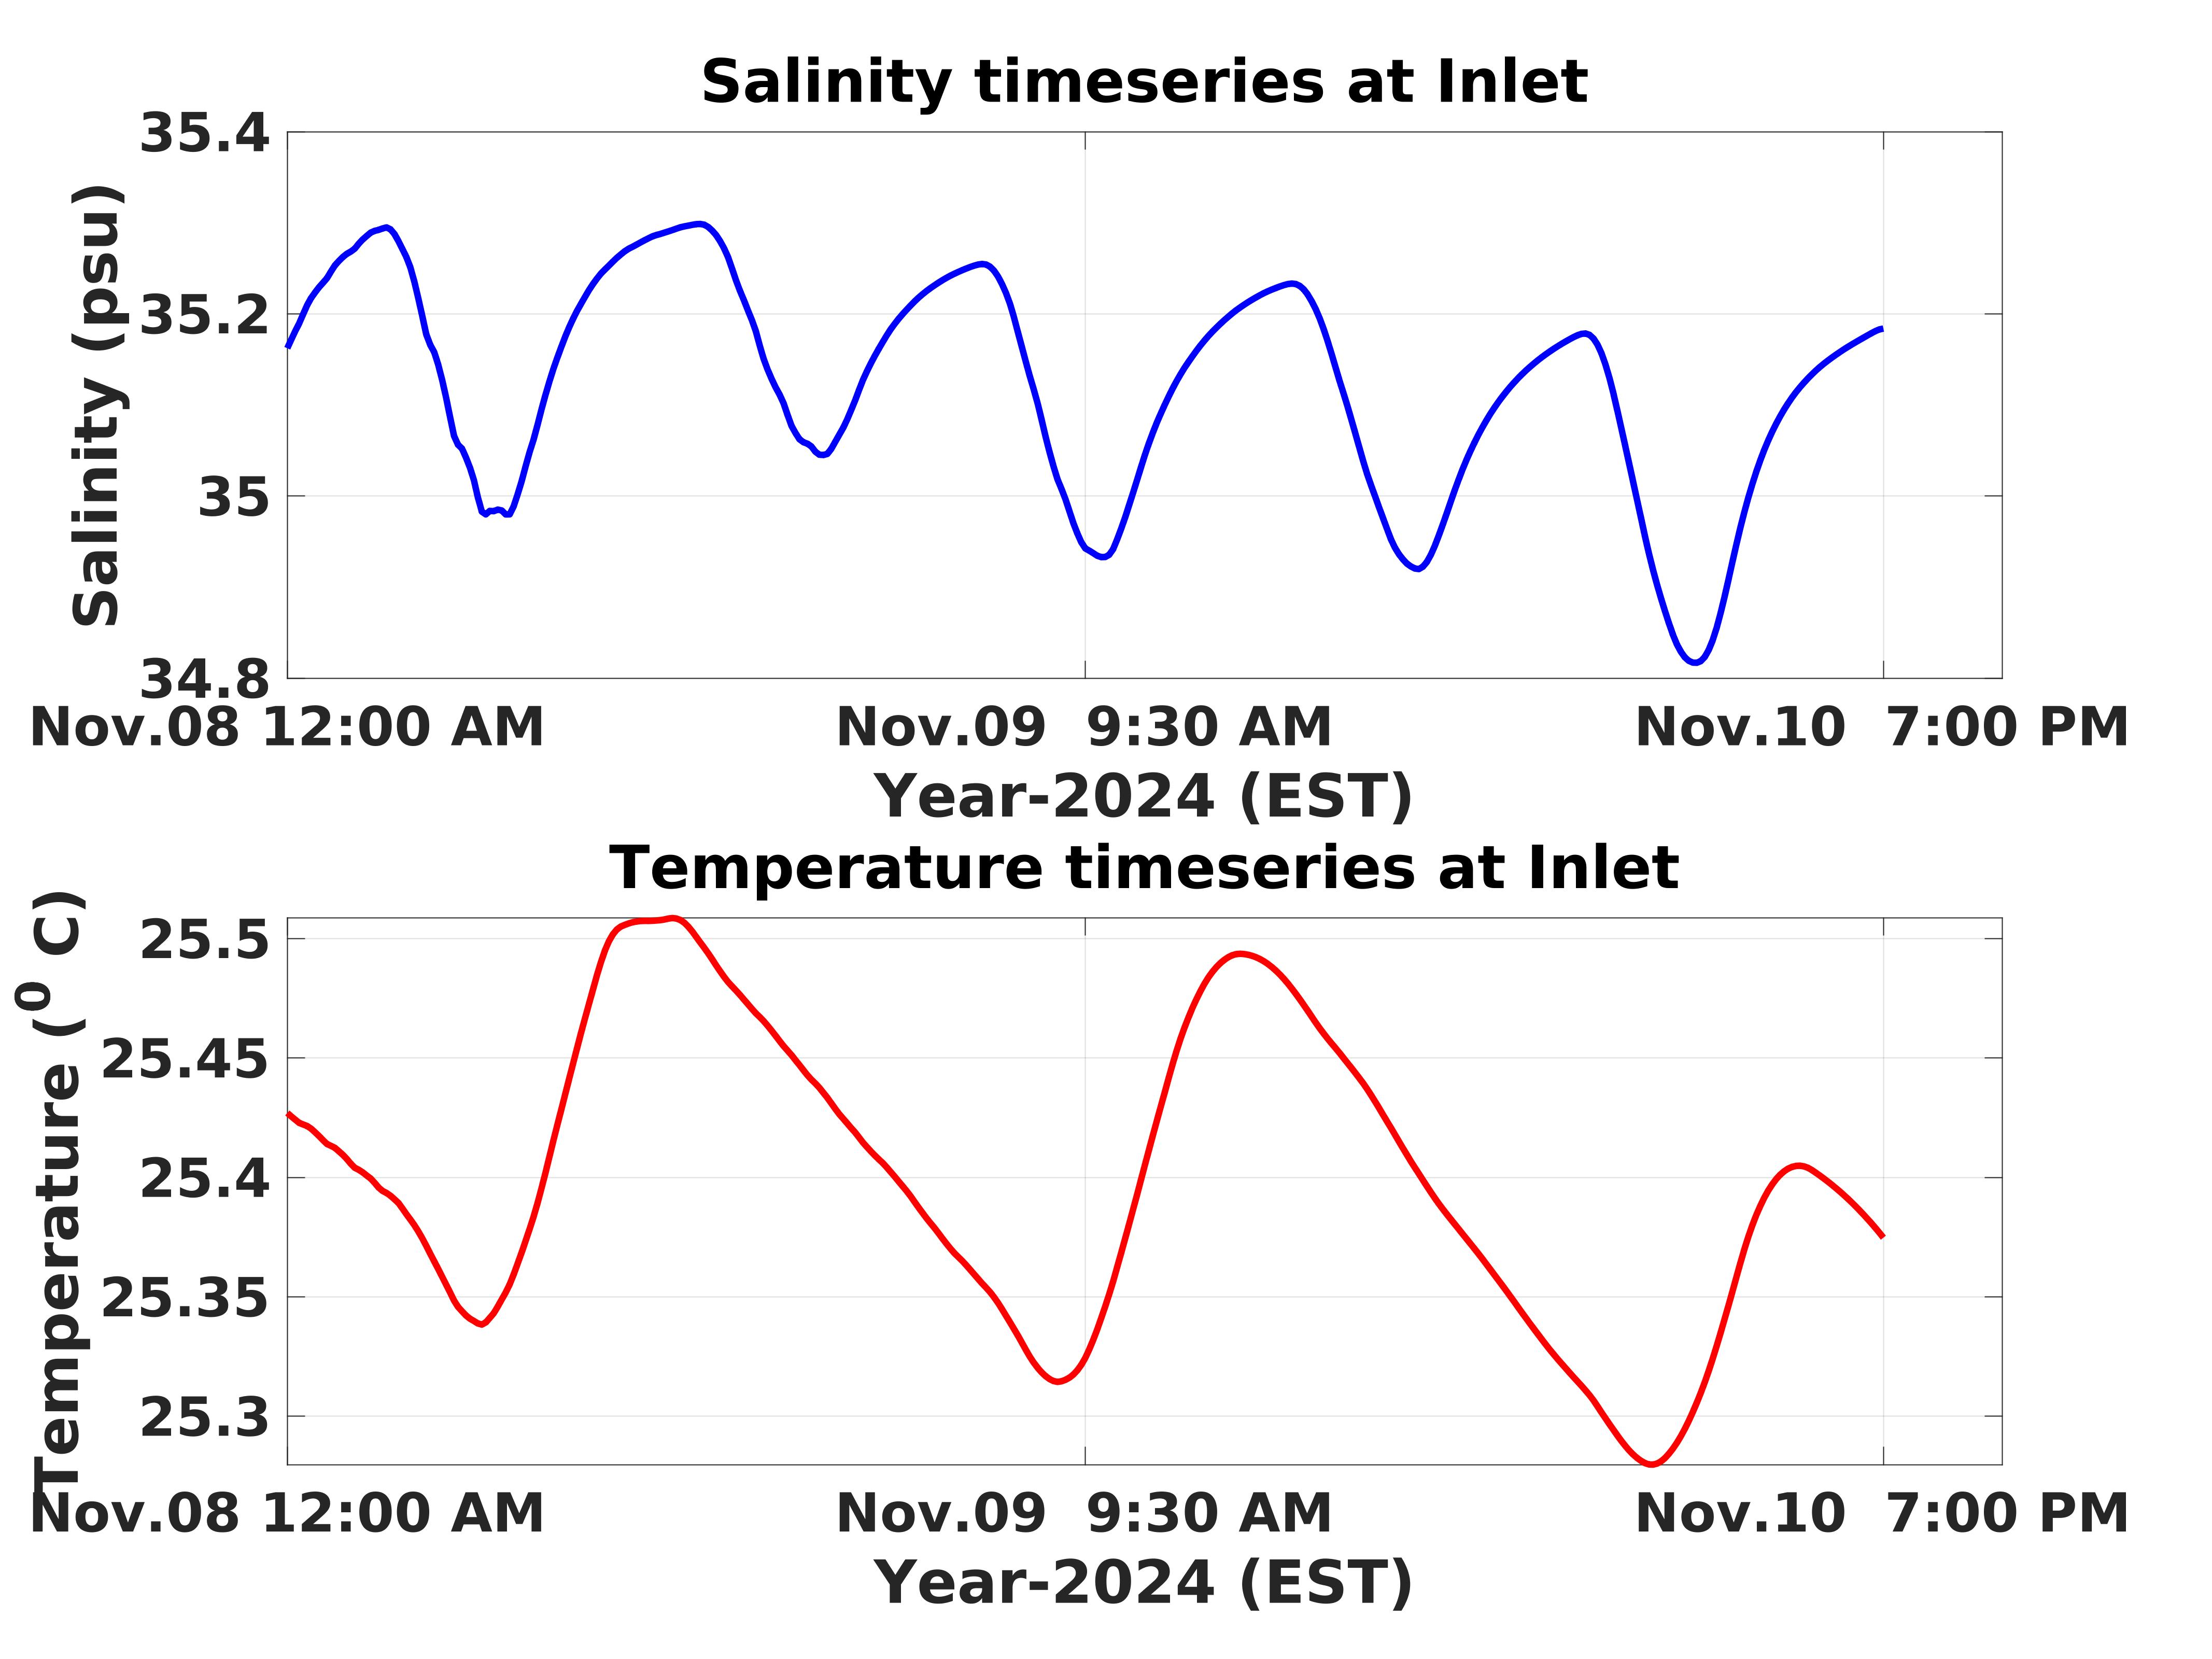 Salinity timeseries at Inlet
35.4
35.2
35
34.8
Salinity (psu)
Nov.08 12:00 AM Nov.09 9:30 AM Nov.10 7:00 PM
Year-2024 (EST)
Temperature timeseries at Inlet
25.5
25.45
25.4
25.35
25.3
Temperature (⁰ C)
Nov.08 12:00 AM Nov.09 9:30 AM Nov.10 7:00 PM
Year-2024 (EST)